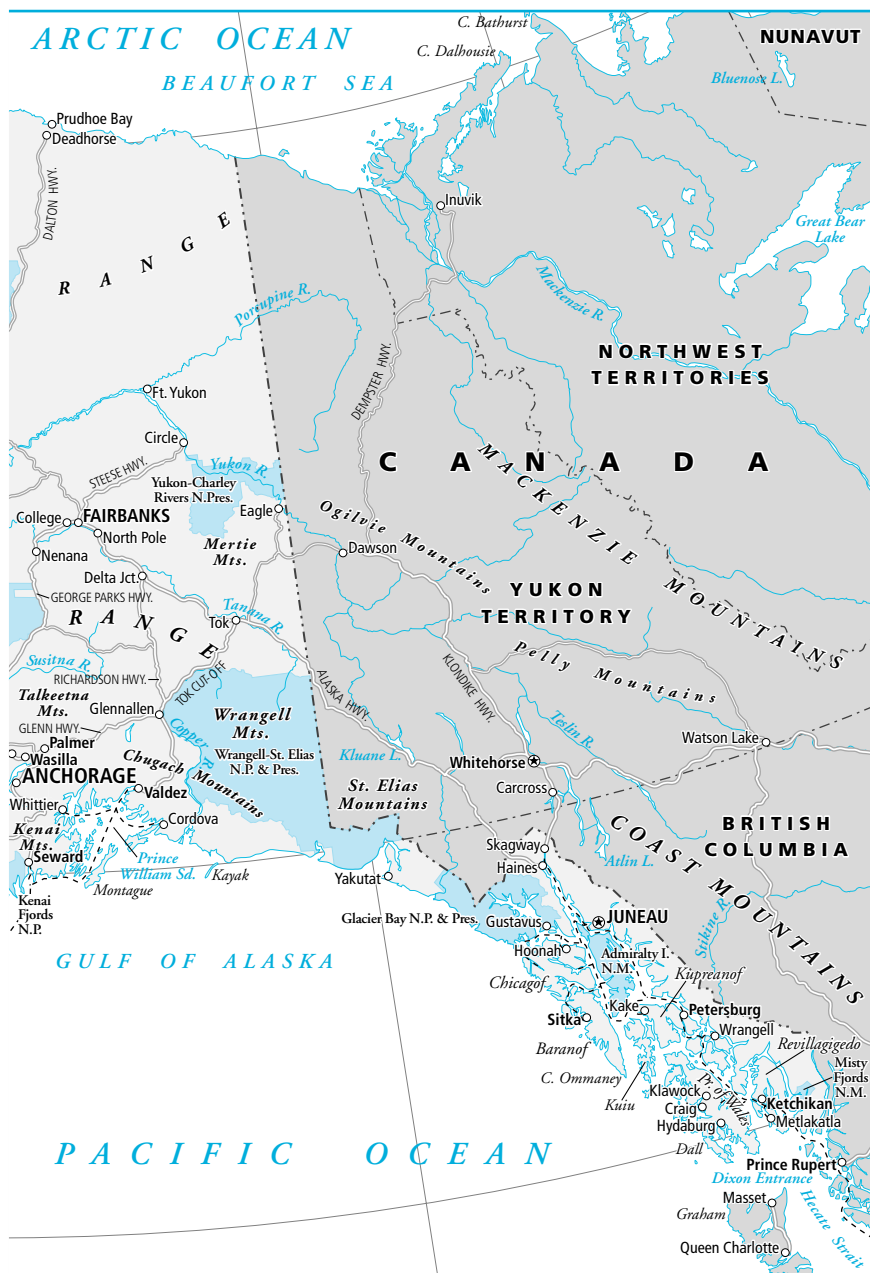 C. Bathurst
ARCTIC OCEAN
NUNAVUT
C. Dalhousie
BEAUFORT SEA
Bluenose L.
Prudhoe Bay
Deadhorse
DALTON HWY.
Inuvik
RANGE
Great Bear
Lake
Mackenzie R.
Porcupine R.
NORTHWEST
TERRITORIES
DEMPSTER HWY.
Ft. Yukon
Circle
CANADA
STEESE HWY.
Yukon R.
Yukon-Charley
Rivers N.Pres.
MACKENZIE MOUNTAINS
College
FAIRBANKS
Eagle
Ogilvie Mountains
North Pole
Mertie
Mts.
Nenana
Dawson
Delta Jct.
YUKON
TERRITORY
GEORGE PARKS HWY.
RANGE
Tanana R.
Tok
Pelly Mountains
Susitna R.
RICHARDSON HWY.
TOK CUT-OFF
ALASKA HWY.
KLONDIKE HWY.
Talkeetna
Mts.
Glennallen
Wrangell
Mts.
Teslin R.
GLENN HWY.
Copper R.
Watson Lake
Palmer
Wasilla
Wrangell-St. Elias
N.P. & Pres.
Kluane L.
Whitehorse
ANCHORAGE
Chugach Mountains
Valdez
St. Elias
Mountains
Carcross
Whittier
Cordova
COAST MOUNTAINS
BRITISH
COLUMBIA
Kenai
Mts.
Skagway
Seward
Prince
William Sd.
Haines
Atlin L.
Kayak
Yakutat
Montague
Kenai
Fjords
N.P.
Glacier Bay N.P. & Pres.
Gustavus
JUNEAU
Stikine R.
Hoonah
Admiralty I.
N.M.
GULF OF ALASKA
Chicagof
Kupreanof
Kake
Petersburg
Sitka
Wrangell
Baranof
Revillagigedo
Misty
Fjords
N.M.
C. Ommaney
Kuiu
Klawock
Pr. of Wales
Ketchikan
Craig
Metlakatla
Hydaburg
PACIFIC OCEAN
Dall
Prince Rupert
Dixon Entrance
Masset
Hecate Strait
Graham
Queen Charlotte